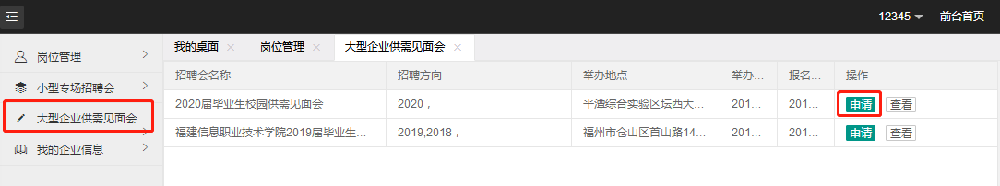 12345 前台首页
岗位管理
小型专场招聘会
大型企业供需见面会
我的企业信息
我的桌面 × 岗位管理 × 大型企业供需见面会 ×
招聘会名称 招聘方向 举办地点 举办... 报名... 操作
2020届毕业生校园供需见面会 2020， 平潭综合实验区坛西大... 201... 201... 申请 查看
福建信息职业技术学院2019届毕业生... 2019,2018， 福州市仓山区首山路14... 201... 201... 申请 查看